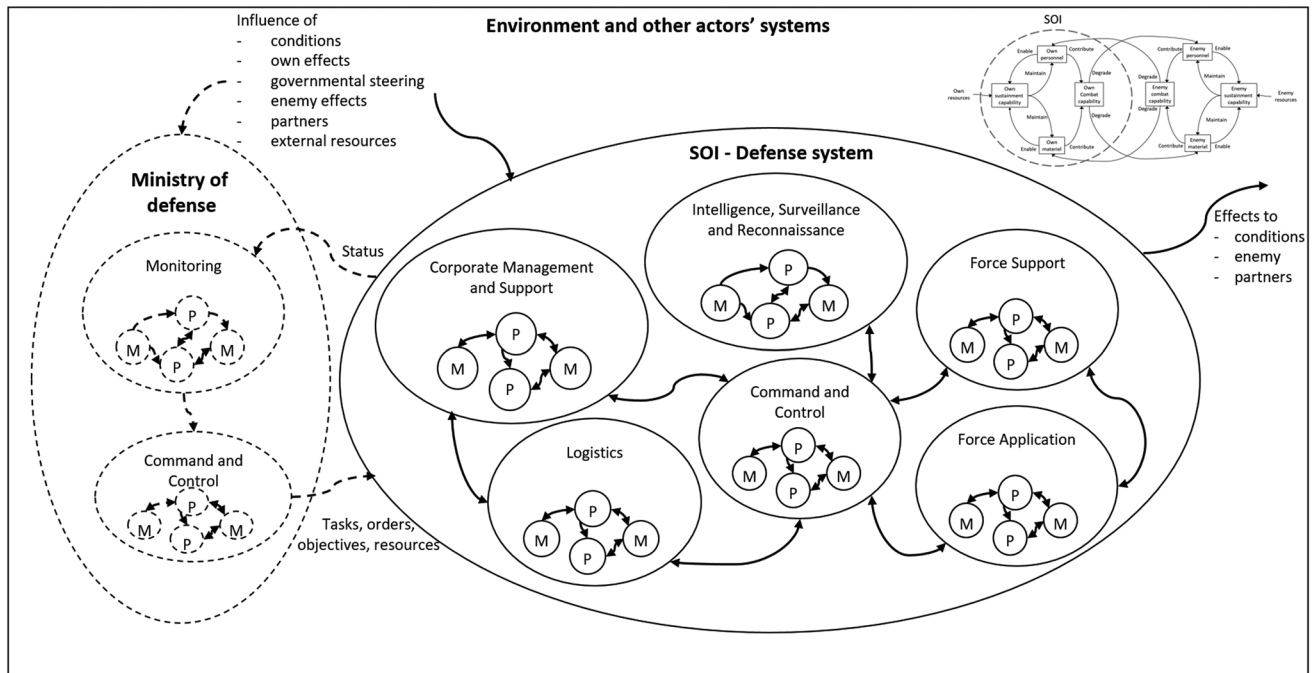 Environment and other actors’ systems
Influence of
- conditions
- own effects
- governmental steering
- enemy effects
- partners
- external resources
SOI
Own
personnel
Enable
Contribute
Maintain
Degrade
Own
resources
Own
sustainment
capability
Own
Combat
capability
Degrade
Maintain
Enable
Own
materiel
Contribute
Enemy
personnel
Contribute
Enable
Degrade
Maintain
Enemy
combat
capability
Degrade
Enemy
sustainment
capability
Enemy
resources
Maintain
Contribute
Enemy
materiel
Enable
Ministry of
defense
Monitoring
P
M
M
P
Command and
Control
P
M
M
P
Status
Tasks, orders,
objectives, resources
SOI - Defense system
Corporate Management
and Support
P
M
M
P
Intelligence, Surveillance
and Reconnaissance
P
M
M
P
Force Support
P
M
M
P
Logistics
P
M
M
P
Command and
Control
P
M
M
P
Force Application
P
M
M
P
Effects to
- conditions
- enemy
- partners